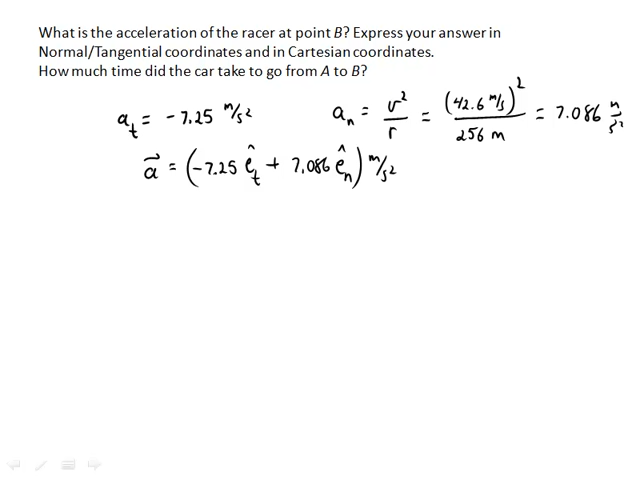 What is the acceleration of the racer at point B? Express your answer in
Normal/Tangential coordinates and in Cartesian coordinates.
How much time did the car take to go from A to B?
a_t = -7.25 m/s² a_n = v²/r = (42.6 m/s)²/256 m = 7.086 m/s²
a⃗ = (-7.25 ê_t + 7.086 ê_n) m/s²